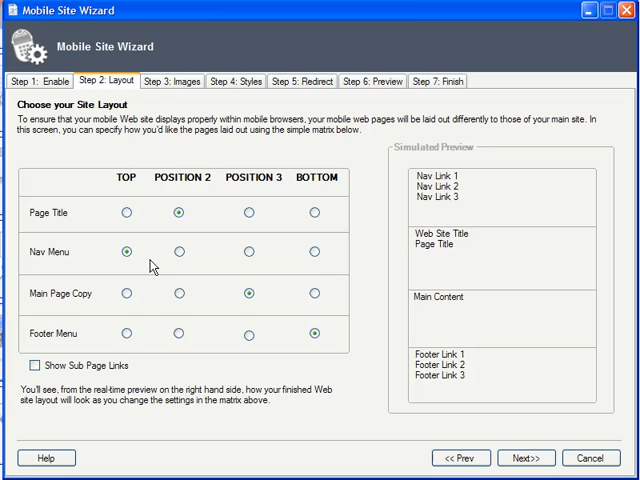 Mobile Site Wizard
Mobile Site Wizard
Step 1: Enable Step 2: Layout Step 3: Images Step 4: Styles Step 5: Redirect Step 6: Preview Step 7: Finish
Choose your Site Layout
To ensure that your mobile Web site displays properly within mobile browsers, your mobile web pages will be laid out differently to those of your main site. In
this screen, you can specify how you'd like the pages laid out using the simple matrix below.
TOP POSITION 2 POSITION 3 BOTTOM
Page Title
Nav Menu
Main Page Copy
Footer Menu
Show Sub Page Links
You'll see, from the real-time preview on the right hand side, how your finished Web
site layout will look as you change the settings in the matrix above.
Simulated Preview
Nav Link 1
Nav Link 2
Nav Link 3
Web Site Title
Page Title
Main Content
Footer Link 1
Footer Link 2
Footer Link 3
Help << Prev Next>> Cancel